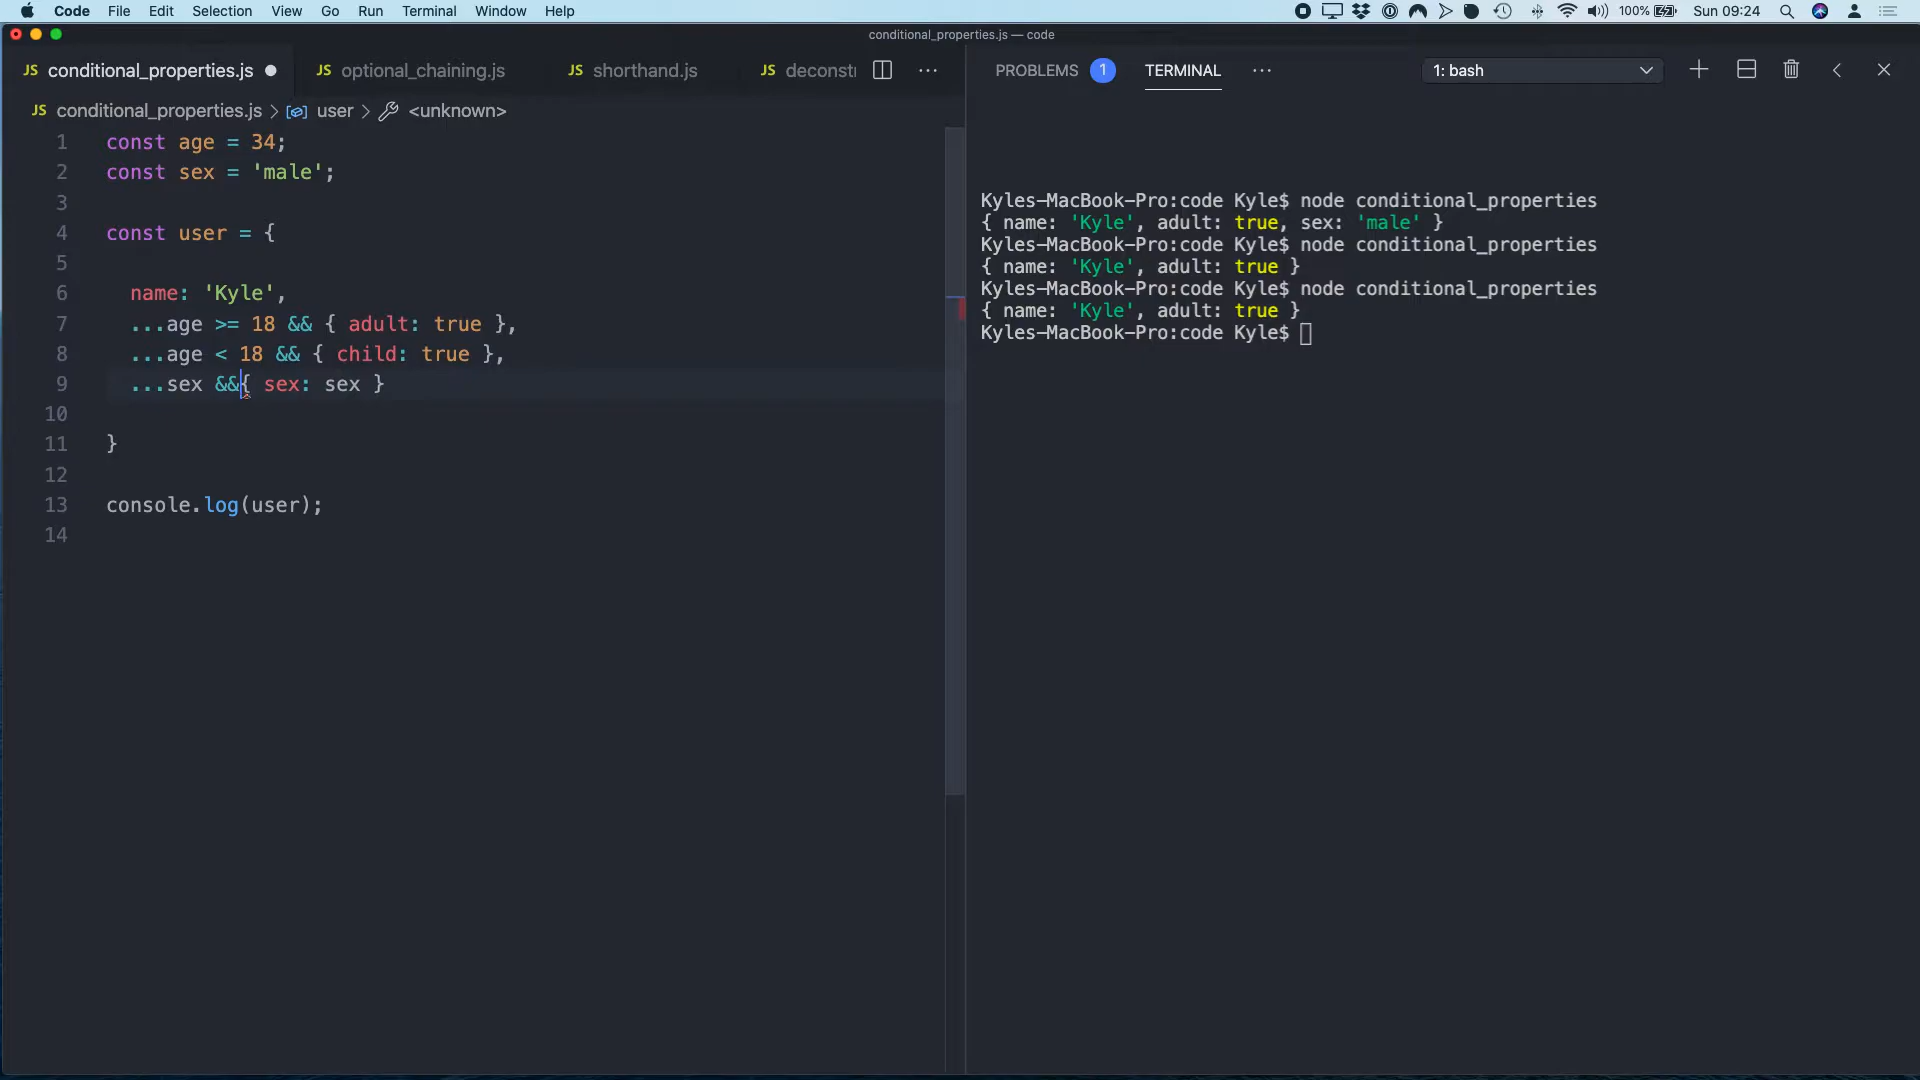 Code File Edit Selection View Go Run Terminal Window Help 100% Sun 09:24
conditional_properties.js — code
JS conditional_properties.js JS optional_chaining.js JS shorthand.js JS deconst
JS conditional_properties.js > user > <unknown>
1 const age = 34;
2 const sex = 'male';
3
4 const user = {
5
6 name: 'Kyle',
7 ...age >= 18 && { adult: true },
8 ...age < 18 && { child: true },
9 ...sex &&{ sex: sex }
10
11 }
12
13 console.log(user);
14
PROBLEMS 1 TERMINAL ··· 1: bash
Kyles-MacBook-Pro:code Kyle$ node conditional_properties
{ name: 'Kyle', adult: true, sex: 'male' }
Kyles-MacBook-Pro:code Kyle$ node conditional_properties
{ name: 'Kyle', adult: true }
Kyles-MacBook-Pro:code Kyle$ node conditional_properties
{ name: 'Kyle', adult: true }
Kyles-MacBook-Pro:code Kyle$